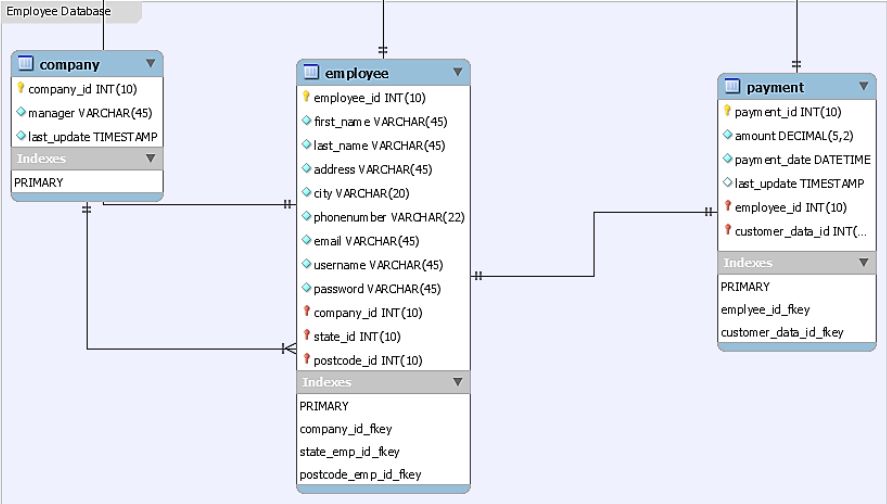 Employee Database
company
company_id INT(10)
manager VARCHAR(45)
last_update TIMESTAMP
Indexes
PRIMARY
employee
employee_id INT(10)
first_name VARCHAR(45)
last_name VARCHAR(45)
address VARCHAR(45)
city VARCHAR(20)
phonenumber VARCHAR(22)
email VARCHAR(45)
username VARCHAR(45)
password VARCHAR(45)
company_id INT(10)
state_id INT(10)
postcode_id INT(10)
Indexes
PRIMARY
company_id_fkey
state_emp_id_fkey
postcode_emp_id_fkey
payment
payment_id INT(10)
amount DECIMAL(5,2)
payment_date DATETIME
last_update TIMESTAMP
employee_id INT(10)
customer_data_id INT(...
Indexes
PRIMARY
emplyee_id_fkey
customer_data_id_fkey